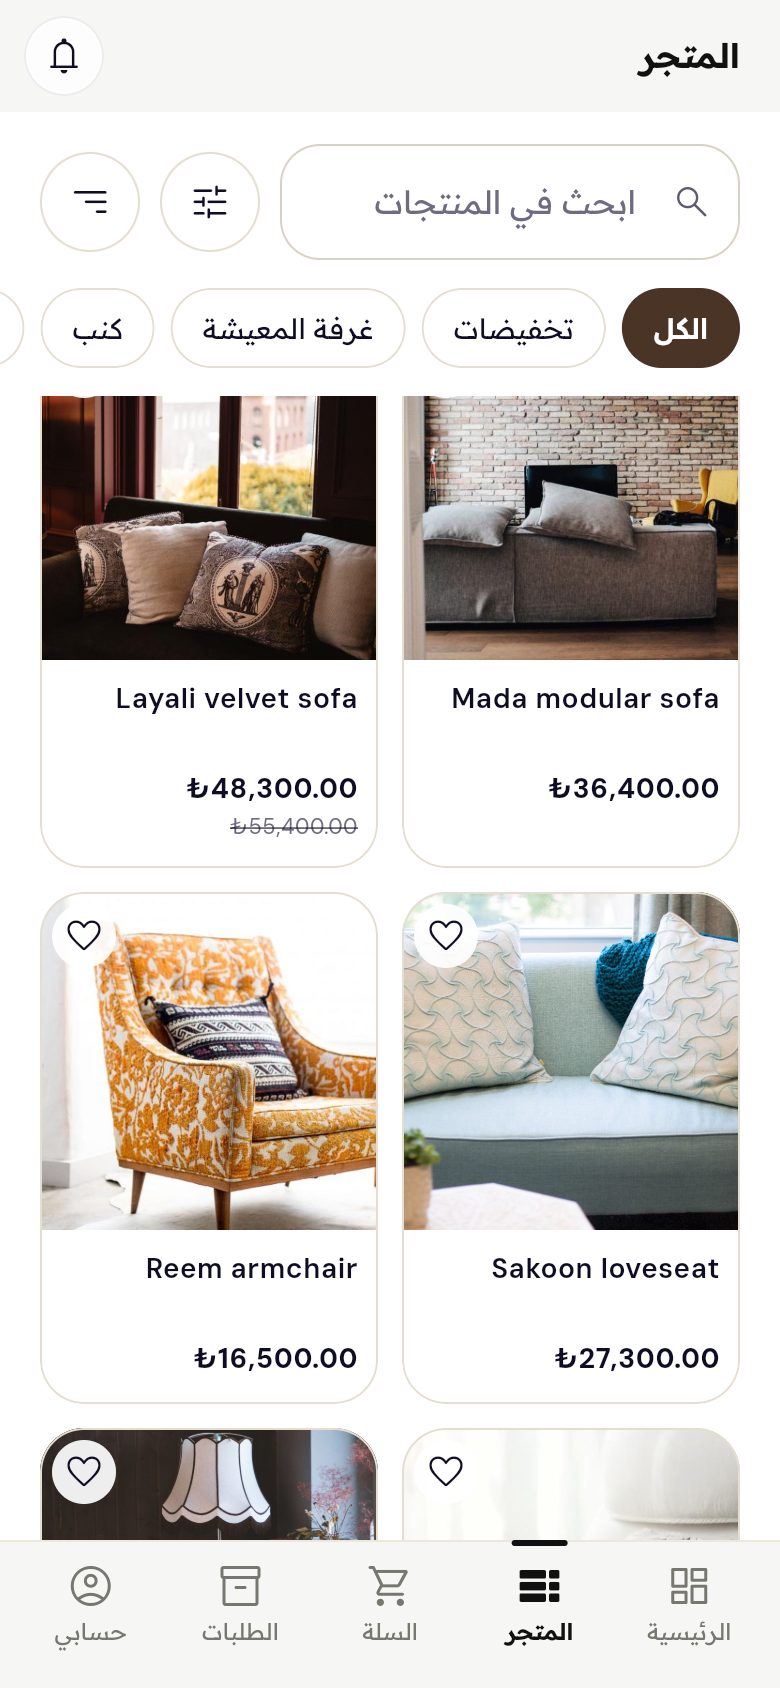 المتجر
ابحث في المنتجات
الكل
تخفيضات
غرفة المعيشة
كنب
Mada modular sofa
₺36,400.00
Layali velvet sofa
₺48,300.00
₺55,400.00
Sakoon loveseat
₺27,300.00
Reem armchair
₺16,500.00
الرئيسية
المتجر
السلة
الطلبات
حسابي